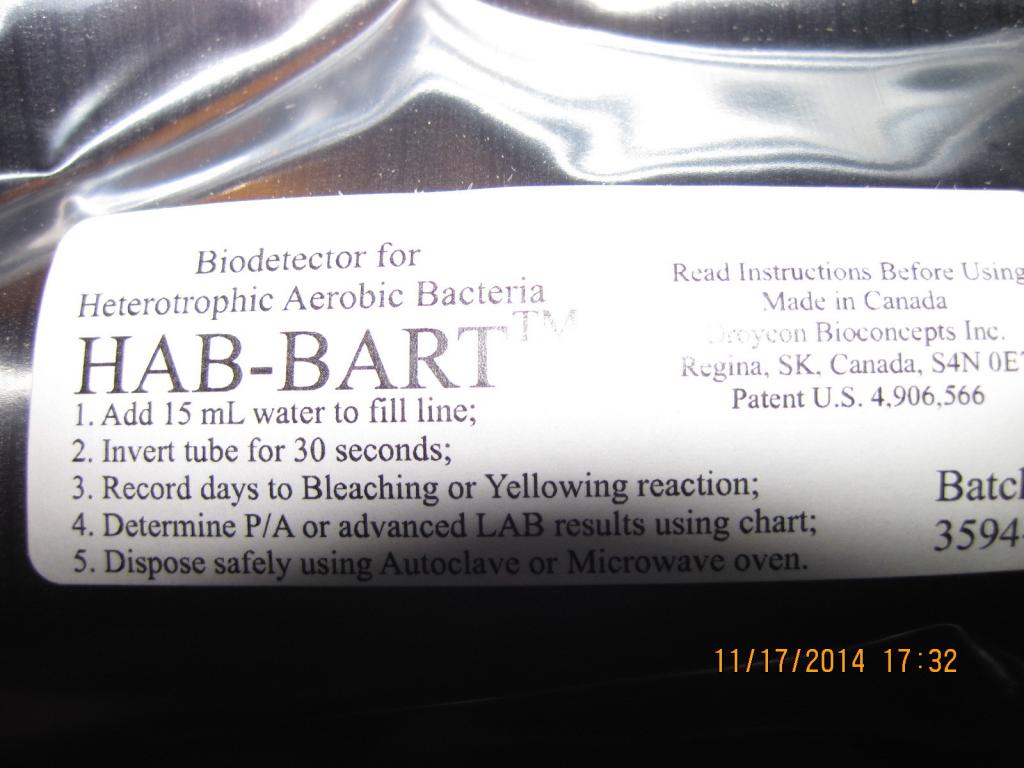 Biodetector for
Heterotrophic Aerobic Bacteria
HAB-BART™
1. Add 15 mL water to fill line;
2. Invert tube for 30 seconds;
3. Record days to Bleaching or Yellowing reaction;
4. Determine P/A or advanced LAB results using chart;
5. Dispose safely using Autoclave or Microwave oven.
Read Instructions Before Using
Made in Canada
Droycon Bioconcepts Inc.
Regina, SK, Canada, S4N
Patent U.S. 4,906,566
3594
11/17/2014 17:32